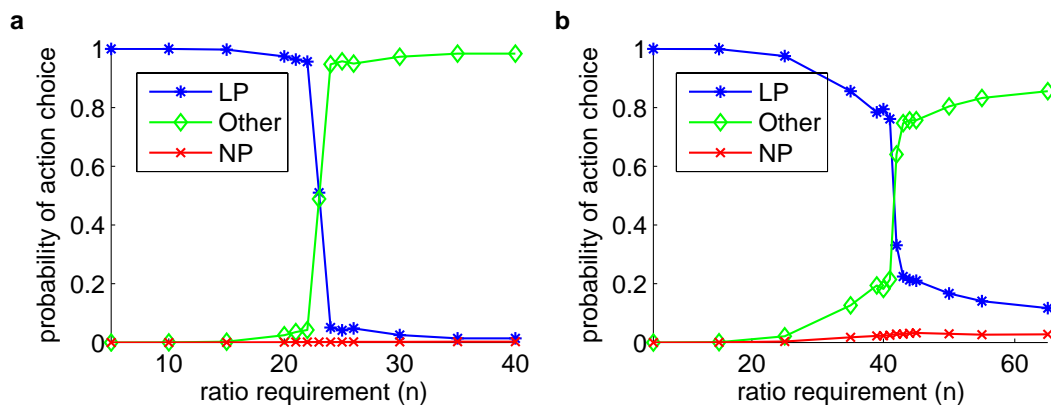 a
probability of action choice
1
0.8
0.6
0.4
0.2
0
LP
Other
NP
10 20 30 40
ratio requirement (n)
b
probability of action choice
1
0.8
0.6
0.4
0.2
0
LP
Other
NP
20 40 60
ratio requirement (n)